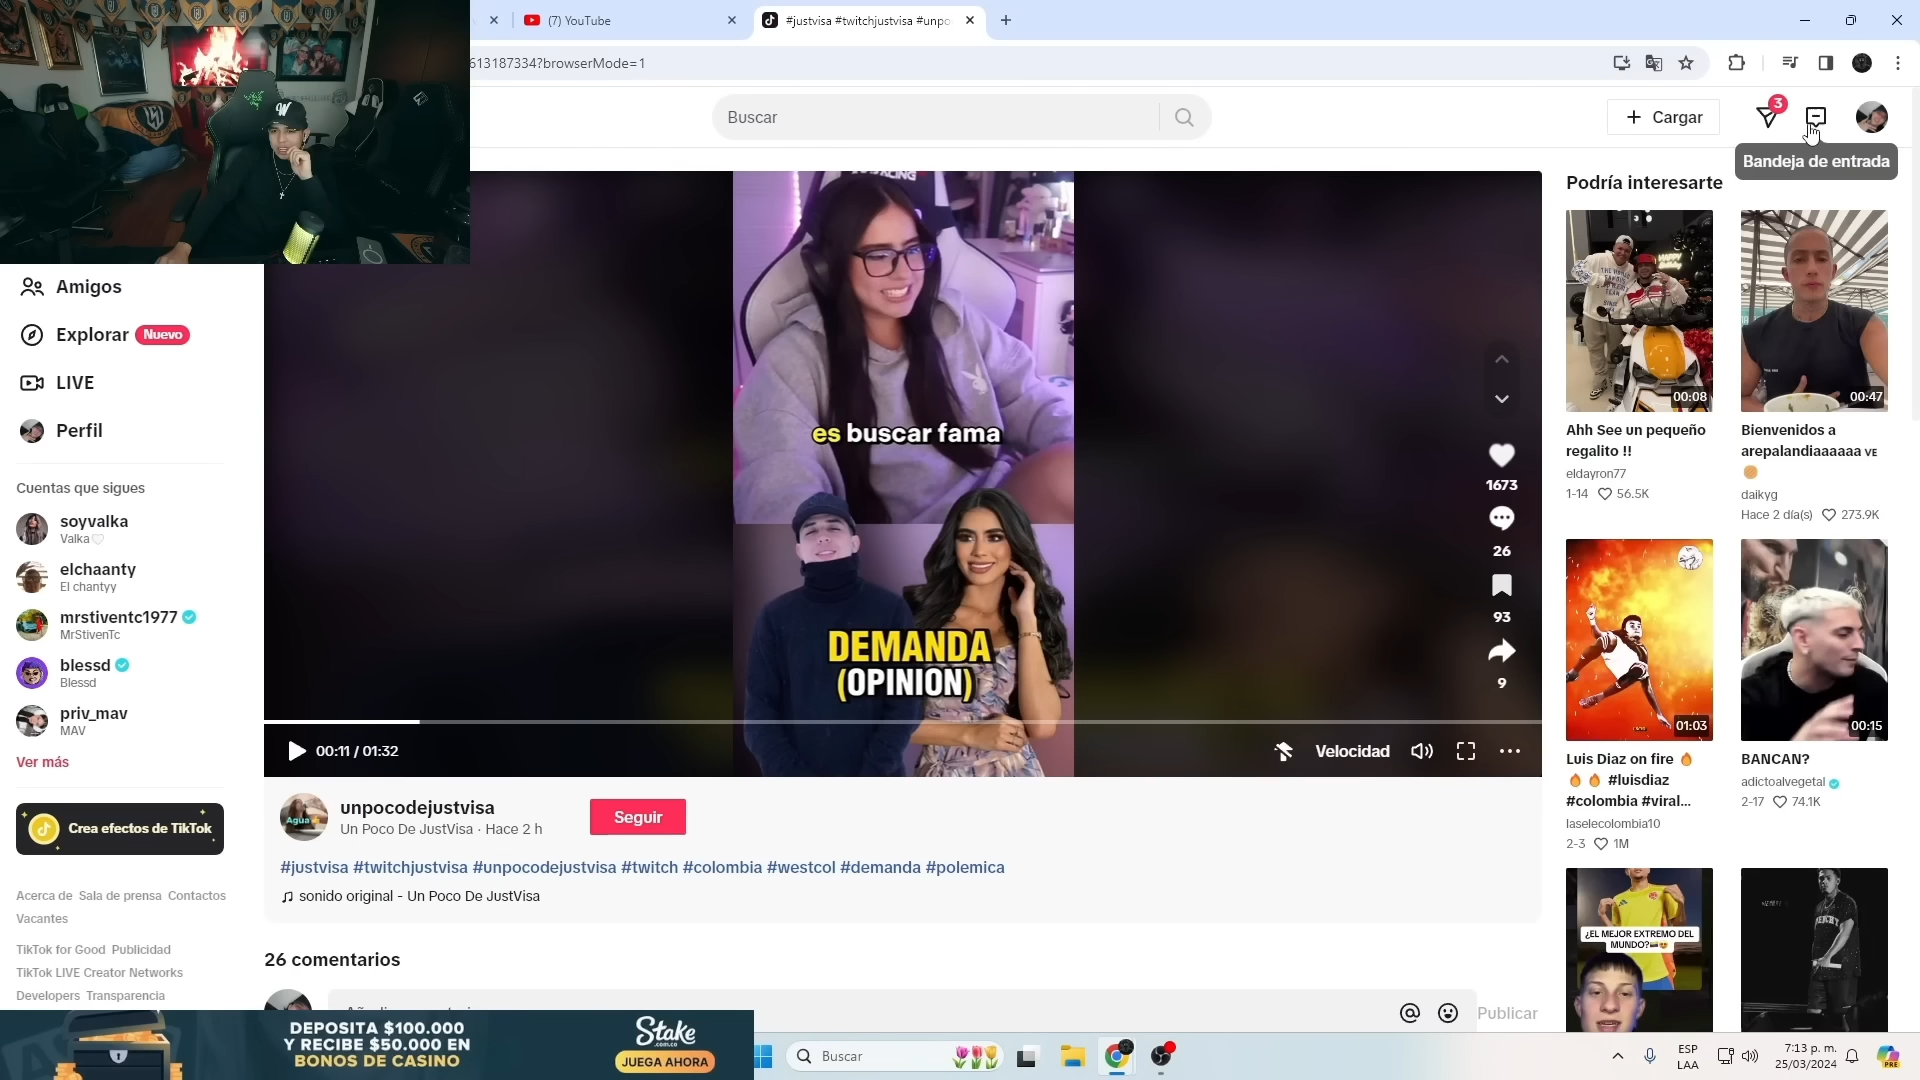 (7) YouTube
#justvisa #twitchjustvisa #unpo
613187334?browserMode=1
Buscar
Cargar
3
Bandeja de entrada
Amigos
Explorar Nuevo
LIVE
Perfil
Cuentas que sigues
soyvalka
Valka
elchaanty
El chantyy
mrstiventc1977
MrStivenTc
blessd
Blessd
priv_mav
MAV
Ver más
Crea efectos de TikTok
Acerca de Sala de prensa Contactos
Vacantes
TikTok for Good Publicidad
TikTok LIVE Creator Networks
Developers Transparencia
es buscar fama
DEMANDA
(OPINION)
1673
26
93
9
00:11 / 01:32
Velocidad
Agua
unpocodejustvisa
Un Poco De JustVisa · Hace 2 h
Seguir
#justvisa #twitchjustvisa #unpocodejustvisa #twitch #colombia #westcol #demanda #polemica
sonido original - Un Poco De JustVisa
26 comentarios
Publicar
Podría interesarte
00:08
Ahh See un pequeño
regalito !!
eldayron77
1-14 56.5K
00:47
Bienvenidos a
arepalandiaaaaaa VE
daikyg
Hace 2 día(s) 273.9K
01:03
Luis Diaz on fire
#luisdiaz
#colombia #viral...
laselecolombia10
2-3 1M
00:15
BANCAN?
adictoalvegetal
2-17 74.1K
¿EL MEJOR EXTREMO DEL
MUNDO?
DEPOSITA $100.000
Y RECIBE $50.000 EN
BONOS DE CASINO
Stake
.com.co
JUEGA AHORA
Buscar
ESP
LAA
7:13 p. m.
25/03/2024
PRE